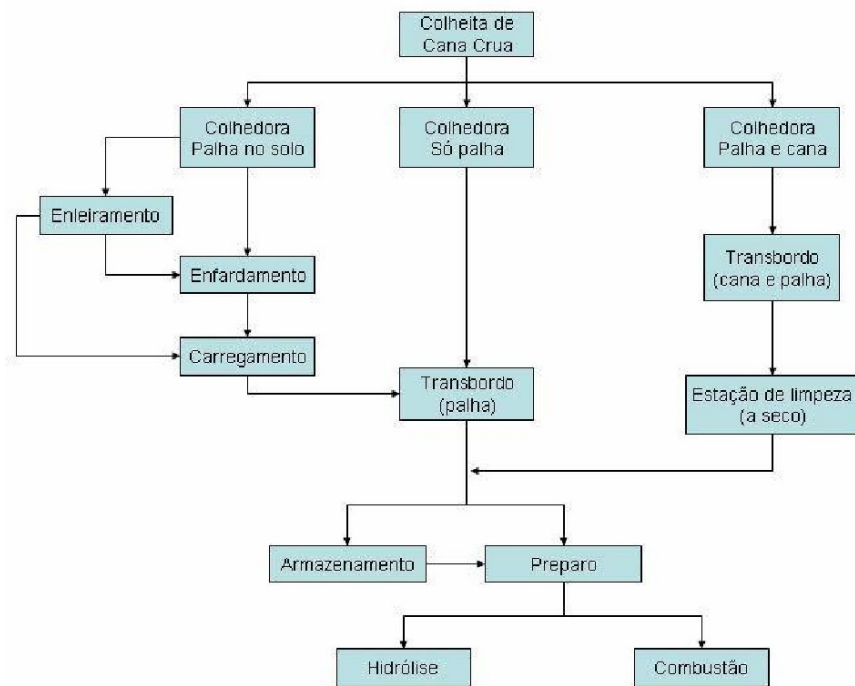 Colheita de
Cana Crua
Colhedora
Palha no solo
Colhedora
Só palha
Colhedora
Palha e cana
Enleiramento
Enfardamento
Transbordo
(cana e palha)
Carregamento
Transbordo
(palha)
Estação de limpeza
(a seco)
Armazenamento
Preparo
Hidrólise
Combustão